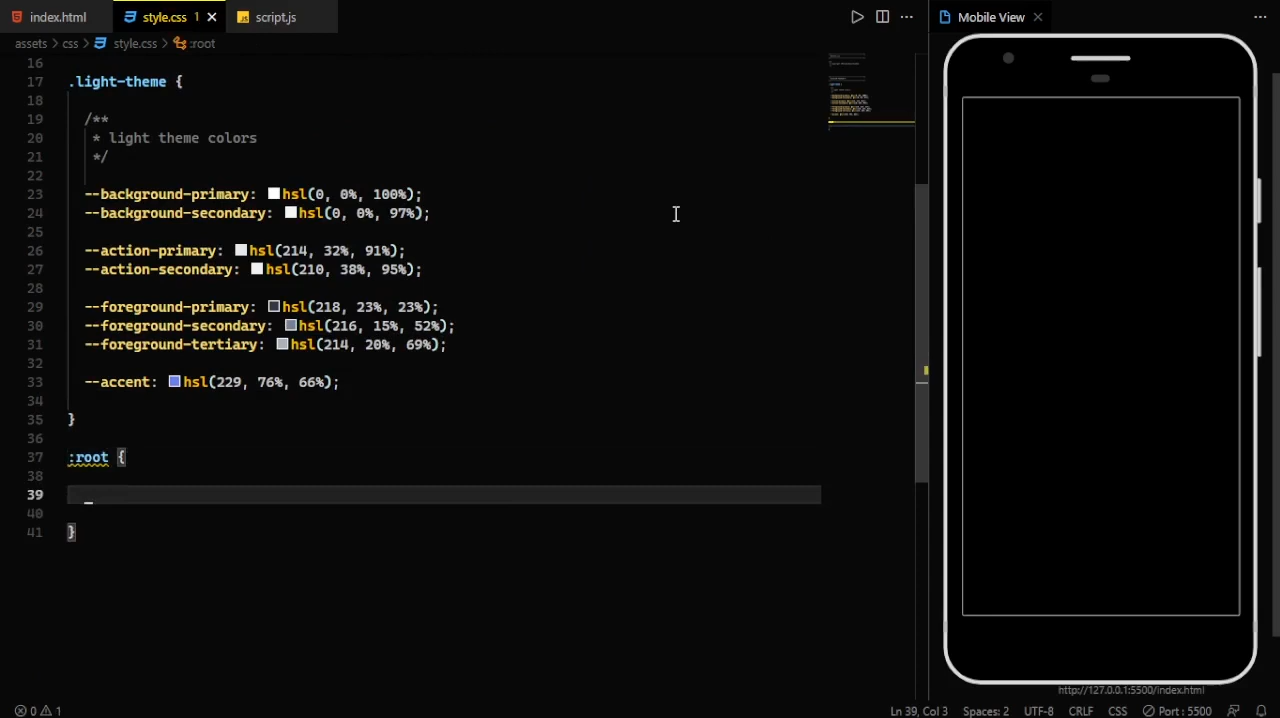 index.html
style.css 1
script.js
Mobile View
assets > css > style.css > :root
16
17 .light-theme {
18
19 /**
20 * light theme colors
21 */
22
23 --background-primary: hsl(0, 0%, 100%);
24 --background-secondary: hsl(0, 0%, 97%);
25
26 --action-primary: hsl(214, 32%, 91%);
27 --action-secondary: hsl(210, 38%, 95%);
28
29 --foreground-primary: hsl(218, 23%, 23%);
30 --foreground-secondary: hsl(216, 15%, 52%);
31 --foreground-tertiary: hsl(214, 20%, 69%);
32
33 --accent: hsl(229, 76%, 66%);
34
35 }
36
37 :root {
38
39
40
41 }
http://127.0.0.1:5500/index.html
0 1 Ln 39, Col 3 Spaces: 2 UTF-8 CRLF CSS Port : 5500